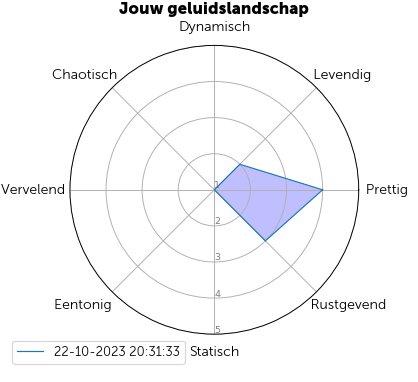 Jouw geluidslandschap
Dynamisch
Chaotisch
Levendig
Vervelend
1
Prettig
2
3
4
Eentonig
Rustgevend
5
22-10-2023 20:31:33
Statisch